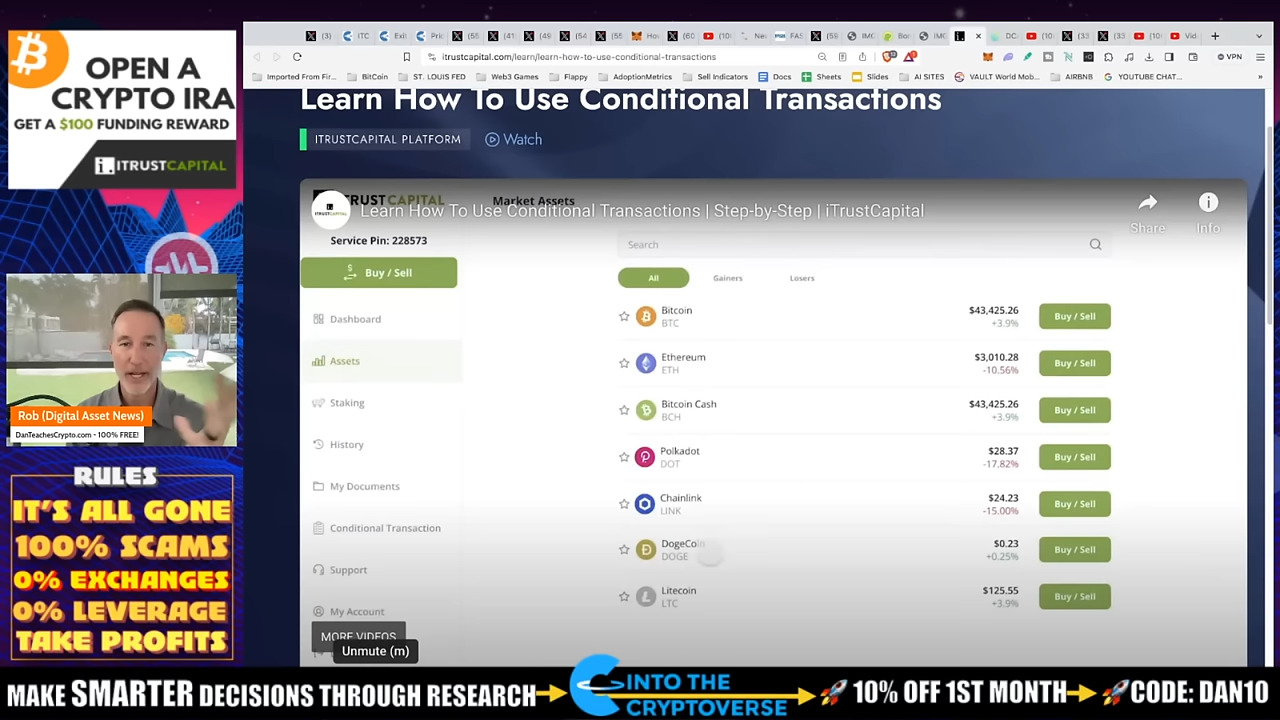 OPEN A
CRYPTO IRA
GET A $100 FUNDING REWARD
i. iTRUSTCAPITAL
Rob (Digital Asset News)
DanTeachesCrypto.com - 100% FREE!
RULES
IT'S ALL GONE
100% SCAMS
0% EXCHANGES
0% LEVERAGE
TAKE PROFITS
itrustcapital.com/learn/learn-how-to-use-conditional-transactions
VPN
Imported From Fir...
BitCoin
ST. LOUIS FED
Web3 Games
Flappy
AdoptionMetrics
Sell Indicators
Docs
Sheets
Slides
AI SITES
VAULT World Mob...
AIRBNB
YOUTUBE CHAT...
Learn How To Use Conditional Transactions
ITRUSTCAPITAL PLATFORM
Watch
TRUSTCAPITAL
Market Assets
Learn How To Use Conditional Transactions | Step-by-Step | iTrustCapital
Share
Info
Service Pin: 228573
Search
Buy / Sell
All
Gainers
Losers
Dashboard
Assets
Staking
History
My Documents
Conditional Transaction
Support
My Account
MORE VIDEOS
Unmute (m)
Bitcoin
BTC
$43,425.26
+3.9%
Buy / Sell
Ethereum
ETH
$3,010.28
-10.56%
Buy / Sell
Bitcoin Cash
BCH
$43,425.26
+3.9%
Buy / Sell
Polkadot
DOT
$28.37
-17.82%
Buy / Sell
Chainlink
LINK
$24.23
-15.00%
Buy / Sell
DogeCoin
DOGE
$0.23
+0.25%
Buy / Sell
Litecoin
LTC
$125.55
+3.9%
Buy / Sell
MAKE SMARTER DECISIONS THROUGH RESEARCH
INTO THE
CRYPTOVERSE
10% OFF 1ST MONTH
CODE: DAN10